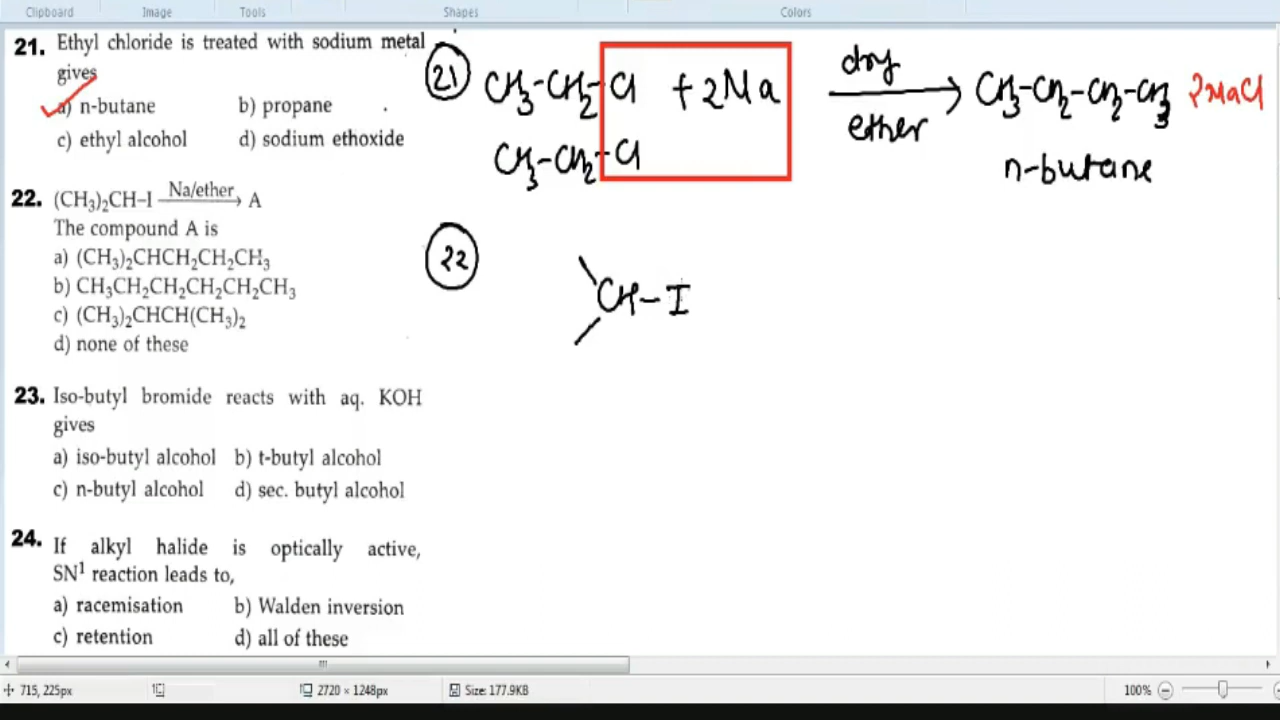 Clipboard Image Tools Shapes Colors
21. Ethyl chloride is treated with sodium metal
gives
a) n-butane b) propane
c) ethyl alcohol d) sodium ethoxide
22. (CH₃)₂CH–I Na/ether→ A
The compound A is
a) (CH₃)₂CHCH₂CH₂CH₃
b) CH₃CH₂CH₂CH₂CH₂CH₃
c) (CH₃)₂CHCH(CH₃)₂
d) none of these
23. Iso-butyl bromide reacts with aq. KOH
gives
a) iso-butyl alcohol b) t-butyl alcohol
c) n-butyl alcohol d) sec. butyl alcohol
24. If alkyl halide is optically active,
SN¹ reaction leads to,
a) racemisation b) Walden inversion
c) retention d) all of these
21
CH₃-CH₂-Cl + 2Na dry ether → CH₃-CH₂-CH₂-CH₃ 2NaCl
CH₃-CH₂-Cl
n-butane
22
CH-I
715, 225px 2720 × 1248px Size: 177.9KB 100%